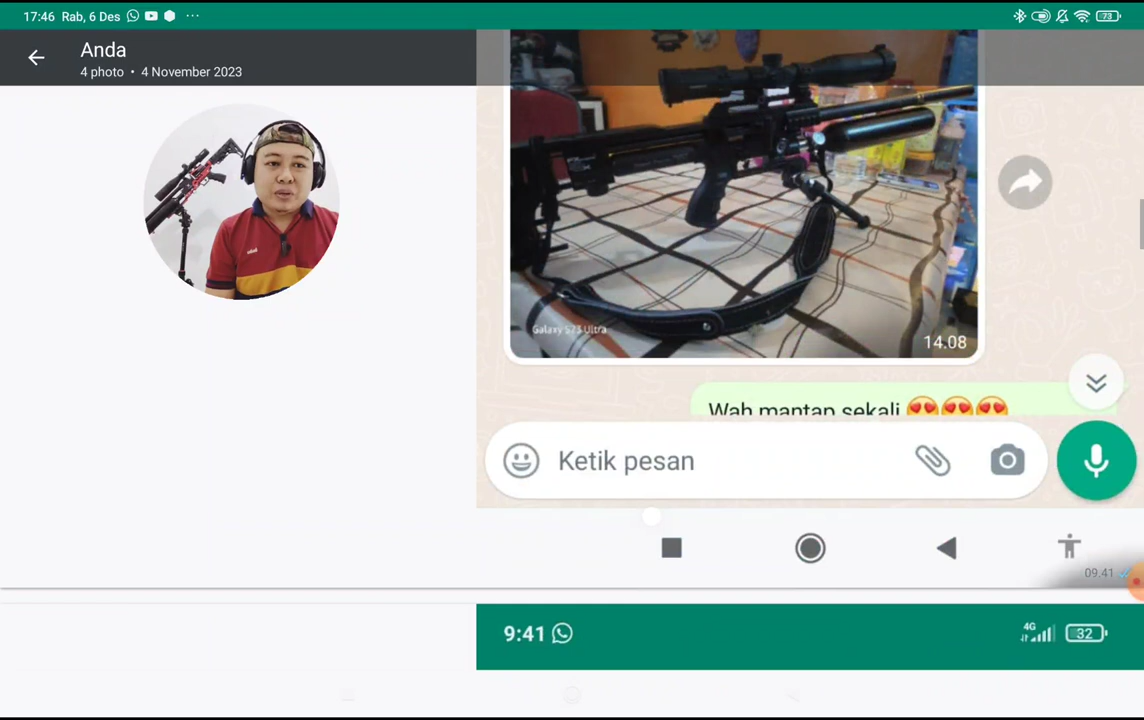 17:46 Rab, 6 Des
73
Anda
4 photo • 4 November 2023
Galaxy S23 Ultra
14.08
Wah mantap sekali 😍😍😍
Ketik pesan
09.41
9:41
4G
32